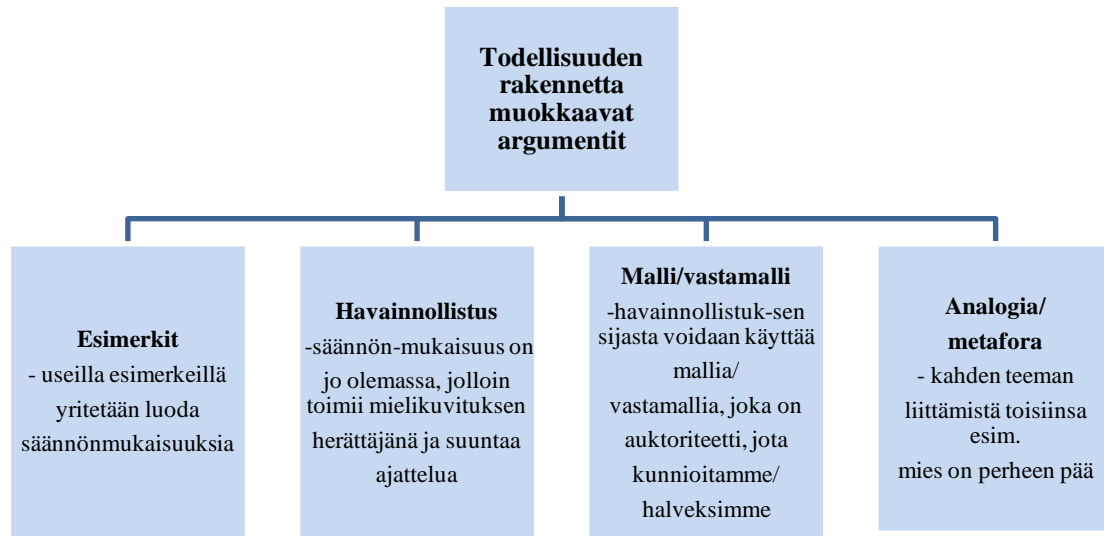 Todellisuuden
rakennetta
muokkaavat
argumentit
Esimerkit
- useilla esimerkeillä
yritetään luoda
säännönmukaisuuksia
Havainnollistus
-säännön-mukaisuus on
jo olemassa, jolloin
toimii mielikuvituksen
herättäjänä ja suuntaa
ajattelua
Malli/vastamalli
-havainnollistuk-sen
sijasta voidaan käyttää
mallia/
vastamallia, joka on
auktoriteetti, jota
kunnioitamme/
halveksimme
Analogia/
metafora
- kahden teeman
liittämistä toisiinsa
esim.
mies on perheen pää